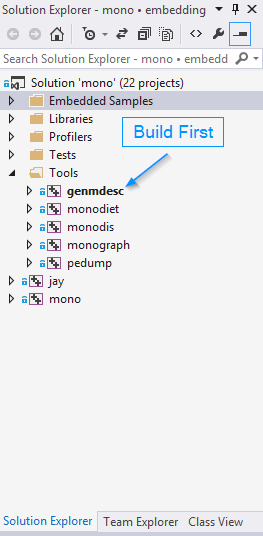 Solution Explorer - mono • embedding
Search Solution Explorer - mono • embedd
Solution 'mono' (22 projects)
Embedded Samples
Libraries
Profilers
Build First
Tests
Tools
genmdesc
monodiet
monodis
monograph
pedump
jay
mono
Solution Explorer Team Explorer Class View